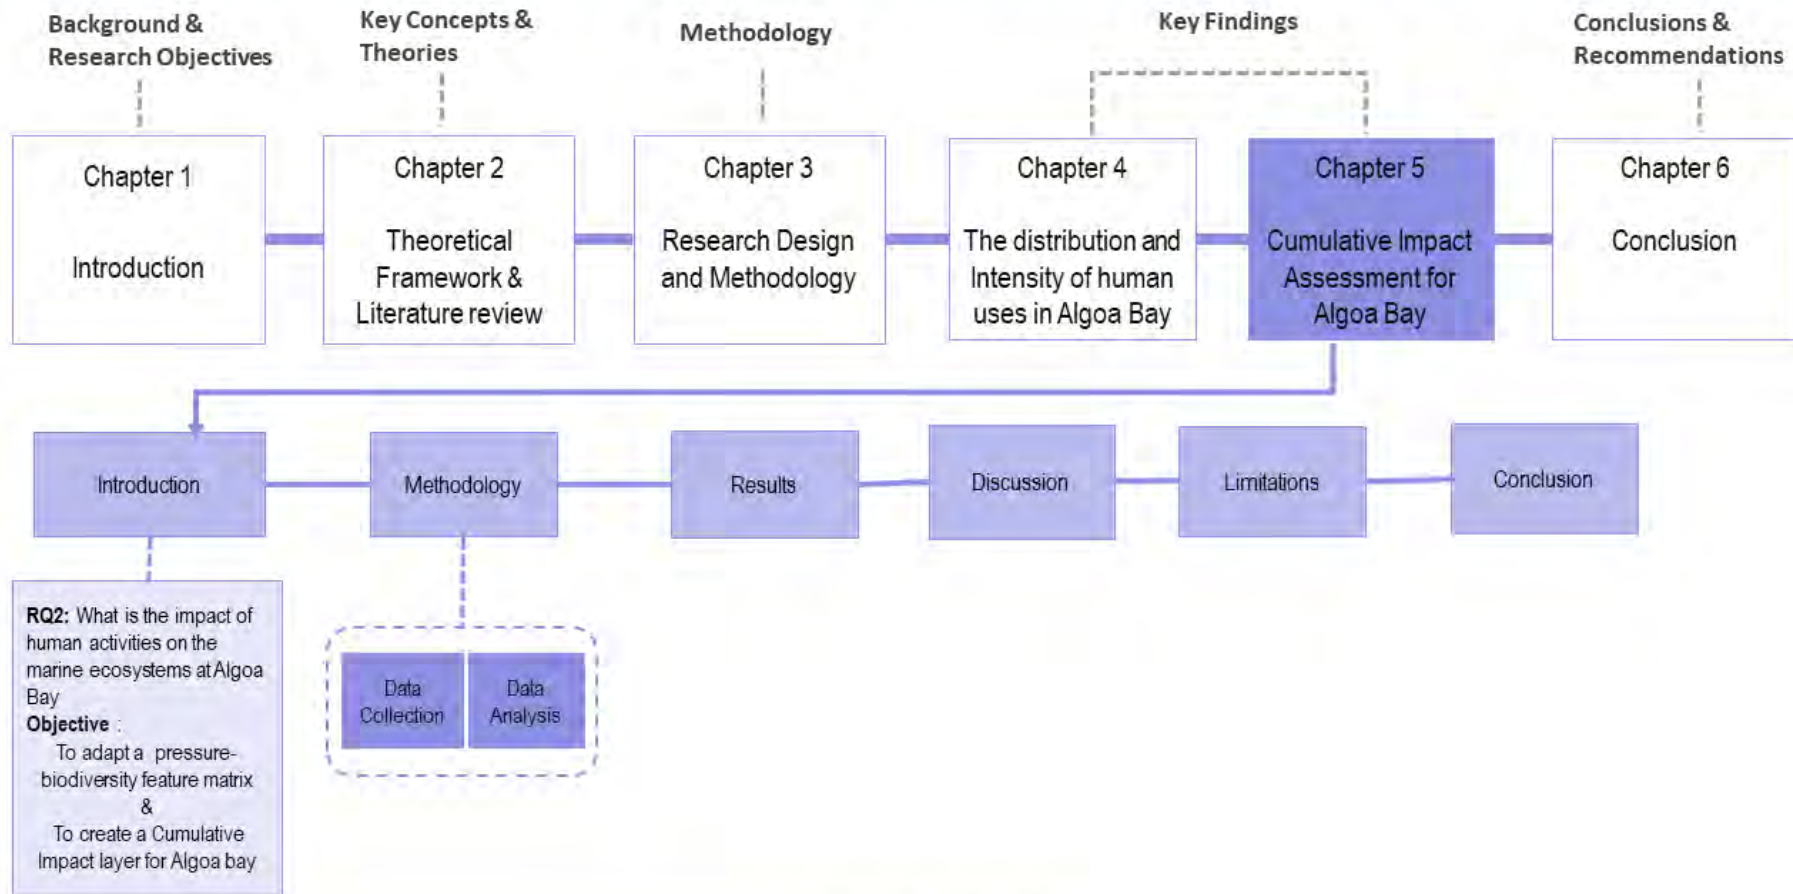 Background &
Research Objectives
Key Concepts &
Theories
Methodology
Key Findings
Conclusions &
Recommendations
Chapter 1
Introduction
Chapter 2
Theoretical
Framework &
Literature review
Chapter 3
Research Design
and Methodology
Chapter 4
The distribution and
Intensity of human
uses in Algoa Bay
Chapter 5
Cumulative Impact
Assessment for
Algoa Bay
Chapter 6
Conclusion
Introduction
Methodology
Results
Discussion
Limitations
Conclusion
RQ2: What is the impact of
human activities on the
marine ecosystems at Algoa
Bay
Objective :
To adapt a pressure-
biodiversity feature matrix
&
To create a Cumulative
Impact layer for Algoa bay
Data
Collection
Data
Analysis